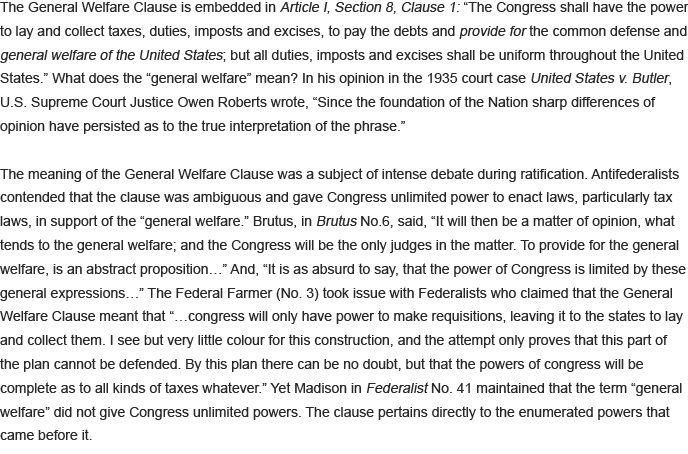 The General Welfare Clause is embedded in Article I, Section 8, Clause 1: “The Congress shall have the power
to lay and collect taxes, duties, imposts and excises, to pay the debts and provide for the common defense and
general welfare of the United States; but all duties, imposts and excises shall be uniform throughout the United
States.” What does the “general welfare” mean? In his opinion in the 1935 court case United States v. Butler,
U.S. Supreme Court Justice Owen Roberts wrote, “Since the foundation of the Nation sharp differences of
opinion have persisted as to the true interpretation of the phrase.”
The meaning of the General Welfare Clause was a subject of intense debate during ratification. Antifederalists
contended that the clause was ambiguous and gave Congress unlimited power to enact laws, particularly tax
laws, in support of the “general welfare.” Brutus, in Brutus No.6, said, “It will then be a matter of opinion, what
tends to the general welfare; and the Congress will be the only judges in the matter. To provide for the general
welfare, is an abstract proposition…” And, “It is as absurd to say, that the power of Congress is limited by these
general expressions…” The Federal Farmer (No. 3) took issue with Federalists who claimed that the General
Welfare Clause meant that “…congress will only have power to make requisitions, leaving it to the states to lay
and collect them. I see but very little colour for this construction, and the attempt only proves that this part of
the plan cannot be defended. By this plan there can be no doubt, but that the powers of congress will be
complete as to all kinds of taxes whatever.” Yet Madison in Federalist No. 41 maintained that the term “general
welfare” did not give Congress unlimited powers. The clause pertains directly to the enumerated powers that
came before it.